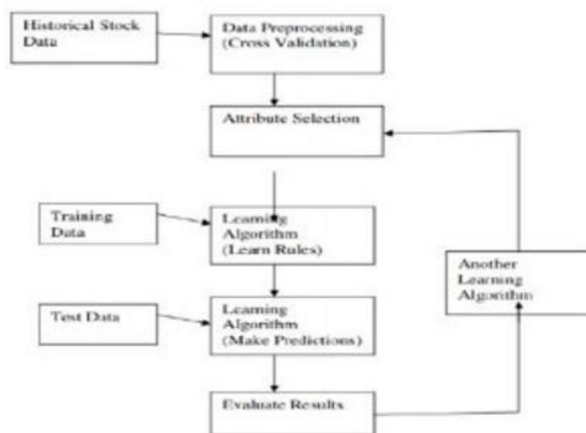 Historical Stock
Data
Data Preprocessing
(Cross Validation)
Attribute Selection
Training
Data
Learning
Algorithm
(Learn Rules)
Another
Learning
Algorithm
Test Data
Learning
Algorithm
(Make Predictions)
Evaluate Results